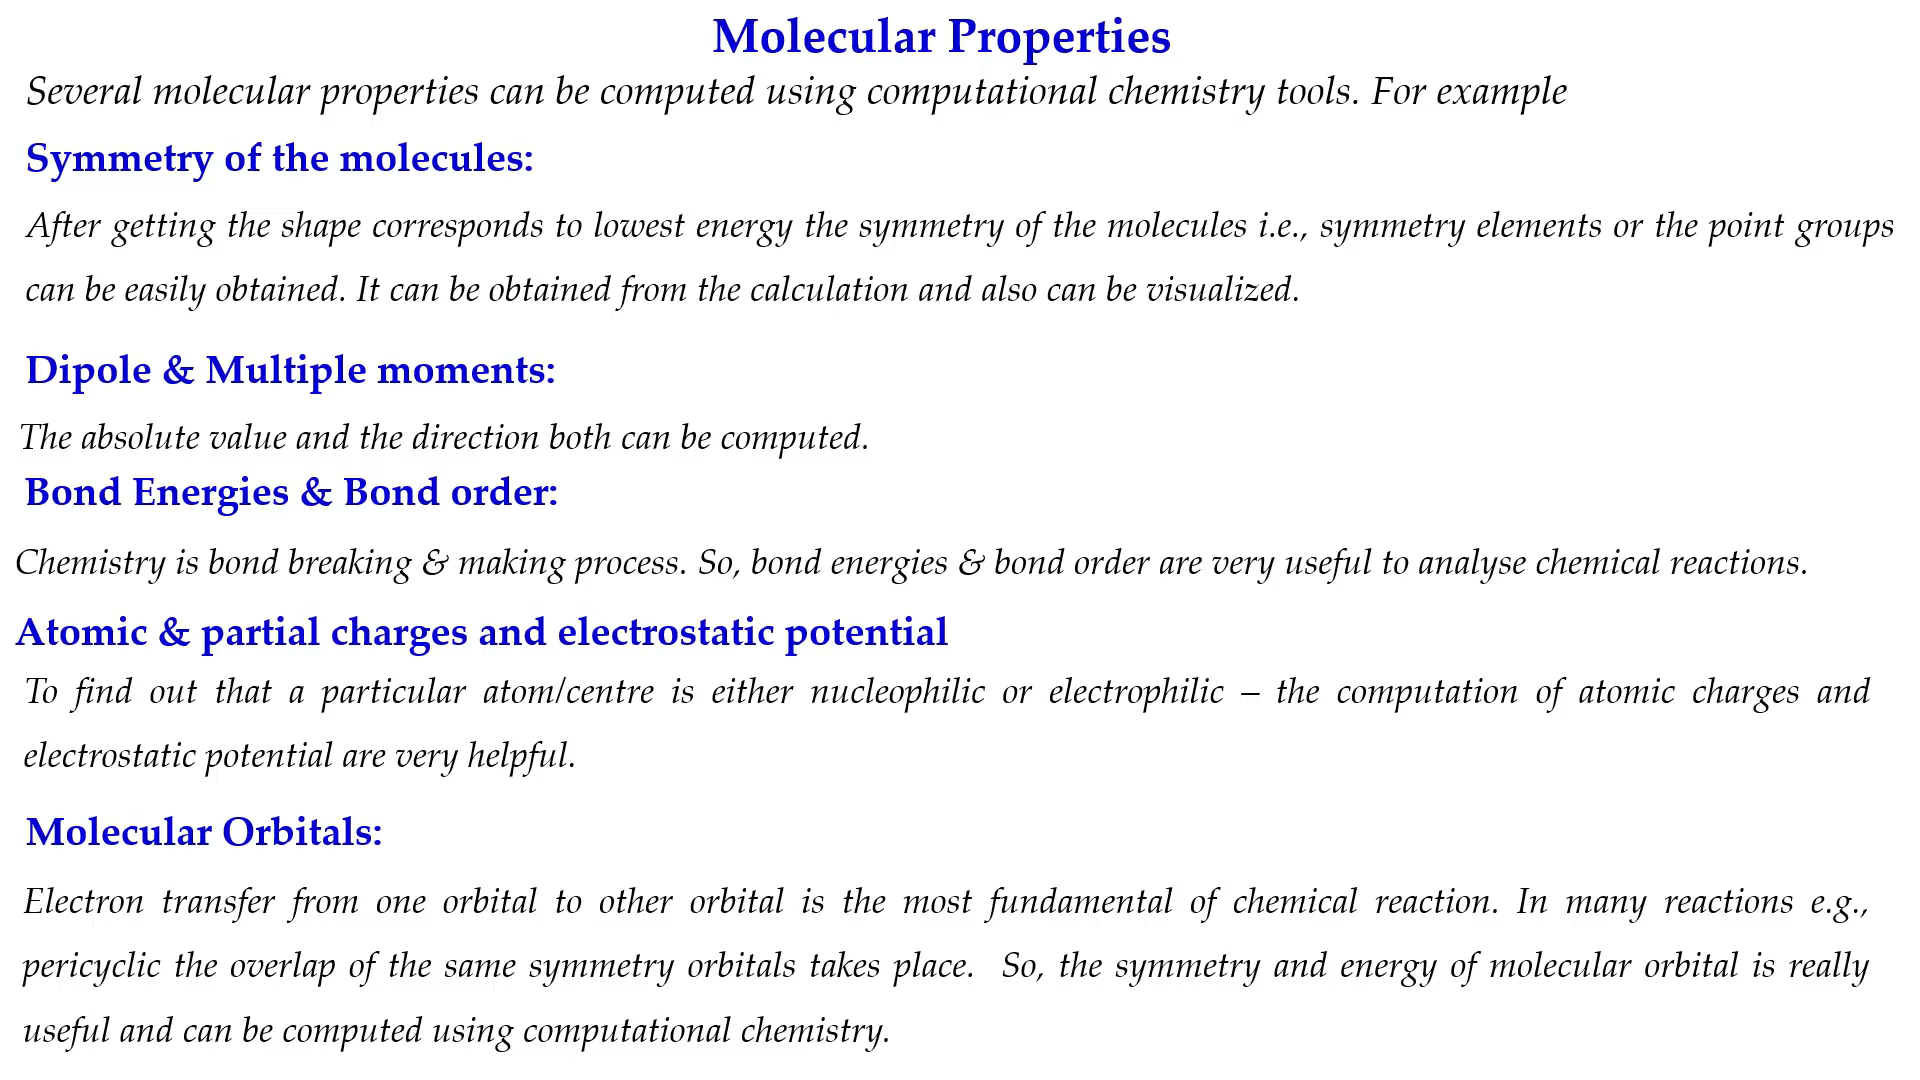 Molecular Properties
Several molecular properties can be computed using computational chemistry tools. For example
Symmetry of the molecules:
After getting the shape corresponds to lowest energy the symmetry of the molecules i.e., symmetry elements or the point groups
can be easily obtained. It can be obtained from the calculation and also can be visualized.
Dipole & Multiple moments:
The absolute value and the direction both can be computed.
Bond Energies & Bond order:
Chemistry is bond breaking & making process. So, bond energies & bond order are very useful to analyse chemical reactions.
Atomic & partial charges and electrostatic potential
To find out that a particular atom/centre is either nucleophilic or electrophilic – the computation of atomic charges and
electrostatic potential are very helpful.
Molecular Orbitals:
Electron transfer from one orbital to other orbital is the most fundamental of chemical reaction. In many reactions e.g.,
pericyclic the overlap of the same symmetry orbitals takes place. So, the symmetry and energy of molecular orbital is really
useful and can be computed using computational chemistry.